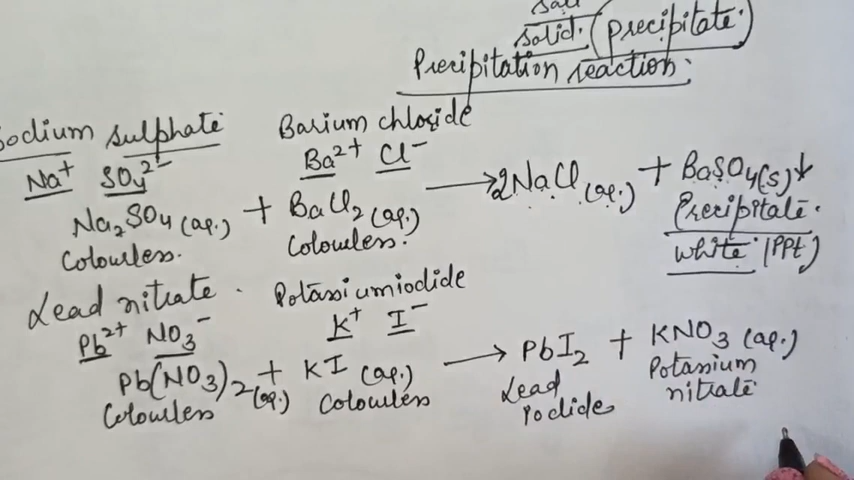 salt
solid. (precipitate.)
Precipitation reaction.
Sodium sulphate Barium chloride
Na⁺ SO₄²⁻ Ba²⁺ Cl⁻
Na₂SO₄ (aq.) + BaCl₂ (aq.) → 2NaCl (aq.) + BaSO₄(s)↓
Colourless. Colourless. Precipitate.
white (PPt)
Lead nitrate. Potassium iodide
Pb²⁺ NO₃⁻ K⁺ I⁻
Pb(NO₃)₂ (aq.) + KI (aq.) → PbI₂ + KNO₃ (aq.)
Colourless Colourless Lead Iodide Potassium nitrate